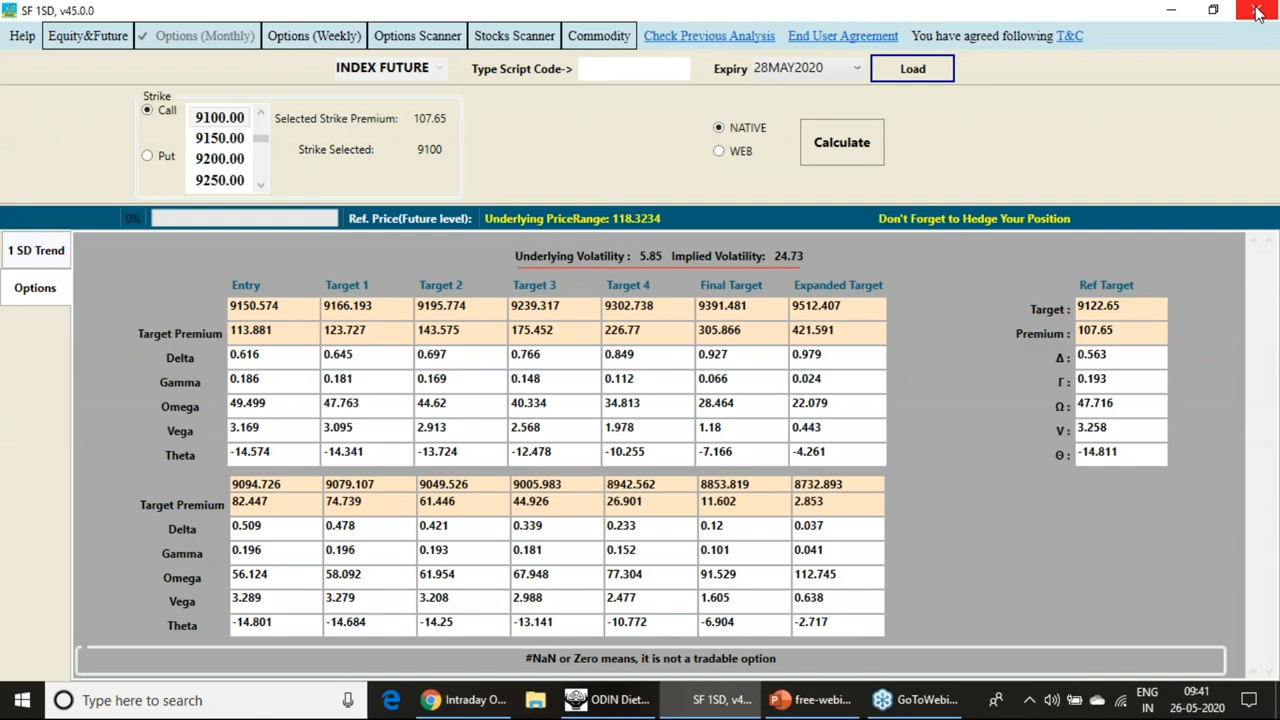 SF 1SD, v45.0.0
Help Equity&Future ✓ Options (Monthly) Options (Weekly) Options Scanner Stocks Scanner Commodity Check Previous Analysis End User Agreement You have agreed following T&C
INDEX FUTURE Type Script Code-> Expiry 28MAY2020 Load
Strike
Call
Put
9100.00
9150.00
9200.00
9250.00
Selected Strike Premium: 107.65
Strike Selected: 9100
NATIVE
WEB
Calculate
0% Ref. Price(Future level): Underlying PriceRange: 118.3234 Don't Forget to Hedge Your Position
1 SD Trend
Options
Underlying Volatility : 5.85 Implied Volatility: 24.73
Entry Target 1 Target 2 Target 3 Target 4 Final Target Expanded Target
9150.574 9166.193 9195.774 9239.317 9302.738 9391.481 9512.407
Target Premium 113.881 123.727 143.575 175.452 226.77 305.866 421.591
Delta 0.616 0.645 0.697 0.766 0.849 0.927 0.979
Gamma 0.186 0.181 0.169 0.148 0.112 0.066 0.024
Omega 49.499 47.763 44.62 40.334 34.813 28.464 22.079
Vega 3.169 3.095 2.913 2.568 1.978 1.18 0.443
Theta -14.574 -14.341 -13.724 -12.478 -10.255 -7.166 -4.261
Ref Target
Target : 9122.65
Premium : 107.65
Δ : 0.563
Γ : 0.193
Ω : 47.716
V : 3.258
Θ : -14.811
9094.726 9079.107 9049.526 9005.983 8942.562 8853.819 8732.893
Target Premium 82.447 74.739 61.446 44.926 26.901 11.602 2.853
Delta 0.509 0.478 0.421 0.339 0.233 0.12 0.037
Gamma 0.196 0.196 0.193 0.181 0.152 0.101 0.041
Omega 56.124 58.092 61.954 67.948 77.304 91.529 112.745
Vega 3.289 3.279 3.208 2.988 2.477 1.605 0.638
Theta -14.801 -14.684 -14.25 -13.141 -10.772 -6.904 -2.717
#NaN or Zero means, it is not a tradable option
Type here to search Intraday O... ODIN Diet... SF 1SD, v4... free-webi... GoToWebi...
ENG
IN
09:41
26-05-2020